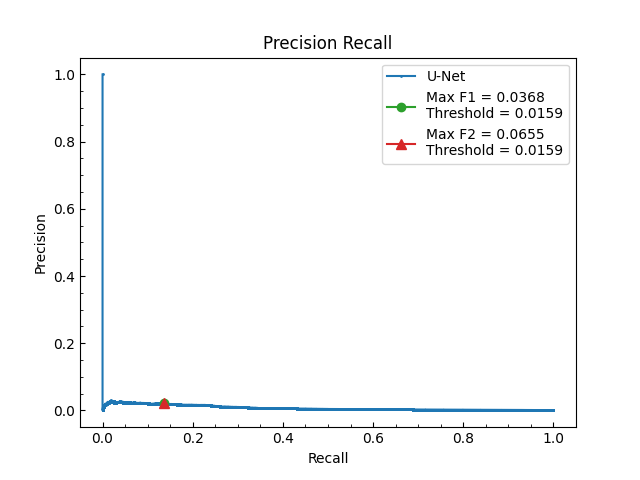 Precision Recall
U-Net
Max F1 = 0.0368
Threshold = 0.0159
Max F2 = 0.0655
Threshold = 0.0159
Precision
1.0
0.8
0.6
0.4
0.2
0.0
0.0 0.2 0.4 0.6 0.8 1.0
Recall